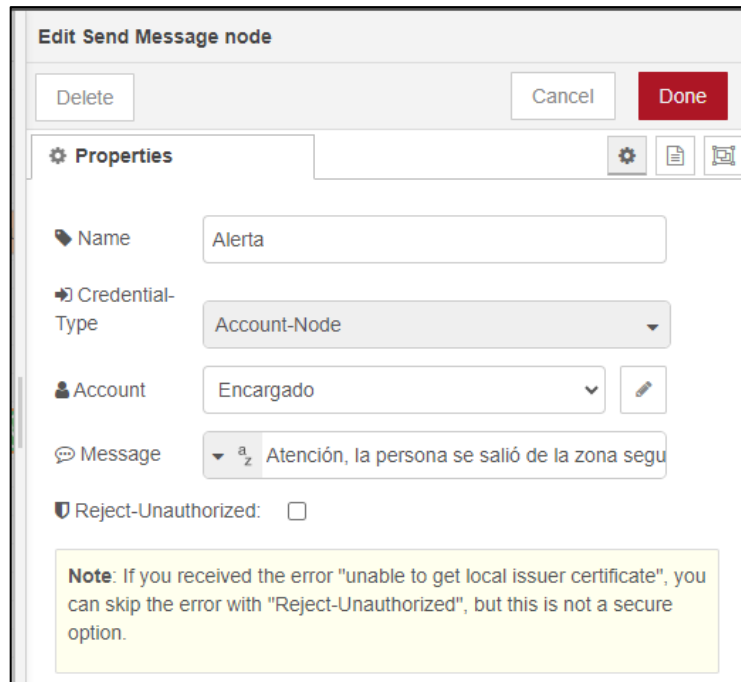 Edit Send Message node
Delete
Cancel
Done
Properties
Name
Alerta
Credential-
Type
Account-Node
Account
Encargado
Message
a
z
Atención, la persona se salió de la zona segu
Reject-Unauthorized:
Note: If you received the error "unable to get local issuer certificate", you
can skip the error with "Reject-Unauthorized", but this is not a secure
option.